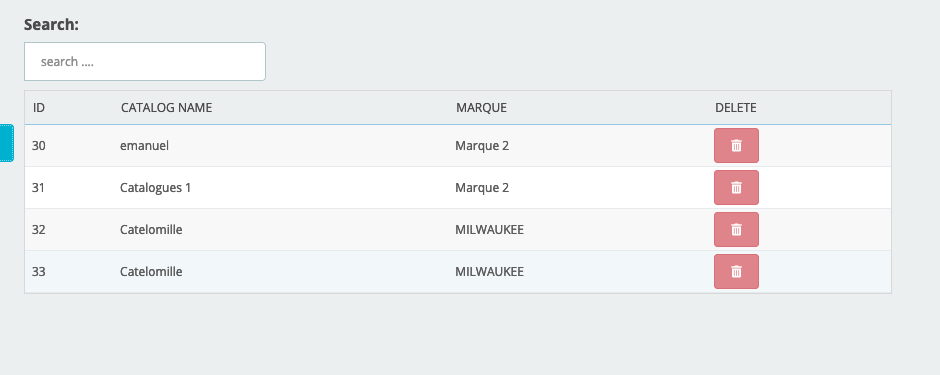 Search:
search ....
ID CATALOG NAME MARQUE DELETE
30 emanuel Marque 2
31 Catalogues 1 Marque 2
32 Catelomille MILWAUKEE
33 Catelomille MILWAUKEE